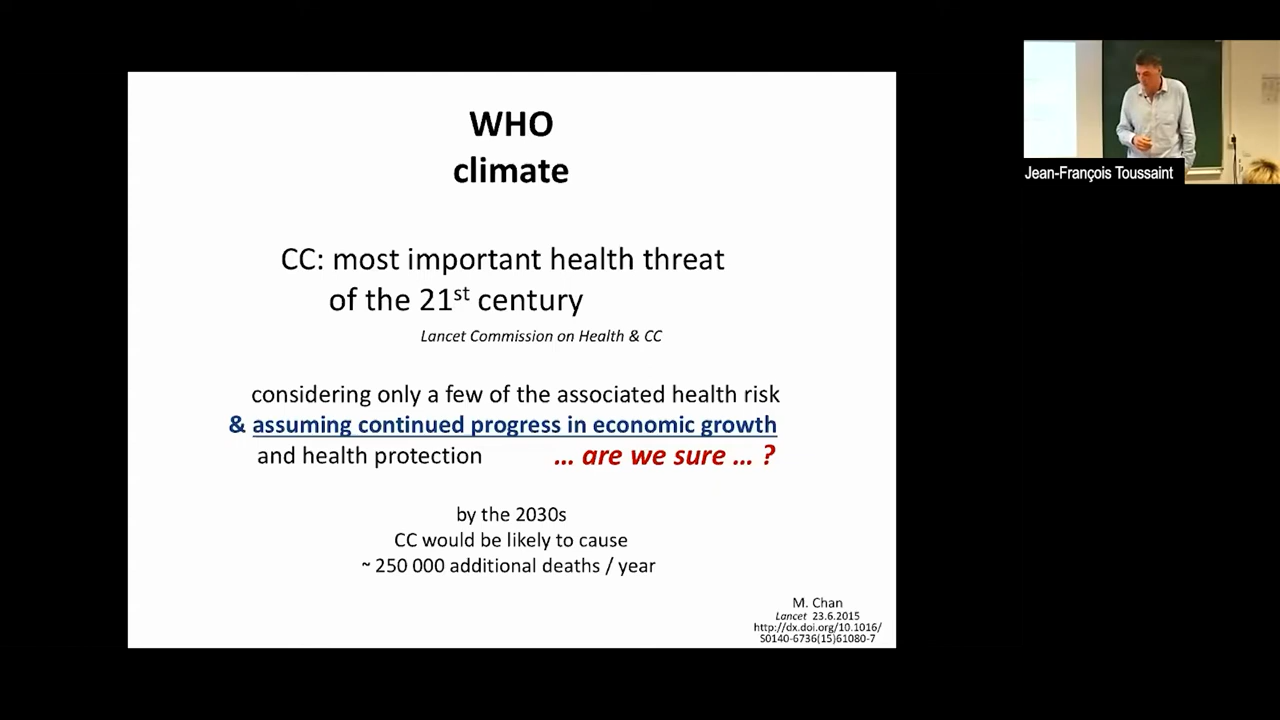 WHO
climate
CC: most important health threat
of the 21st century
Lancet Commission on Health & CC
considering only a few of the associated health risk
& assuming continued progress in economic growth
and health protection ... are we sure ... ?
by the 2030s
CC would be likely to cause
~ 250 000 additional deaths / year
M. Chan
Lancet 23.6.2015
http://dx.doi.org/10.1016/
S0140-6736(15)61080-7
Jean-François Toussaint